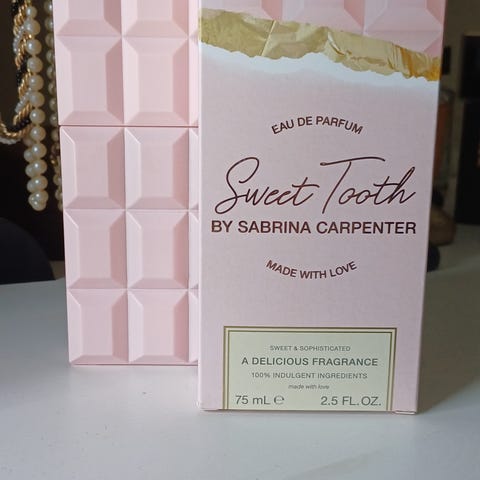 EAU DE PARFUM
Sweet Tooth
BY SABRINA CARPENTER
MADE WITH LOVE
SWEET & SOPHISTICATED
A DELICIOUS FRAGRANCE
100% INDULGENT INGREDIENTS
made with love
75 mL ℮ 2.5 FL. OZ.